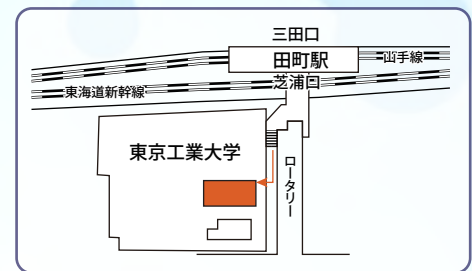 三田口
田町駅
山手線
芝浦口
東海道新幹線
東京工業大学
ロータリー